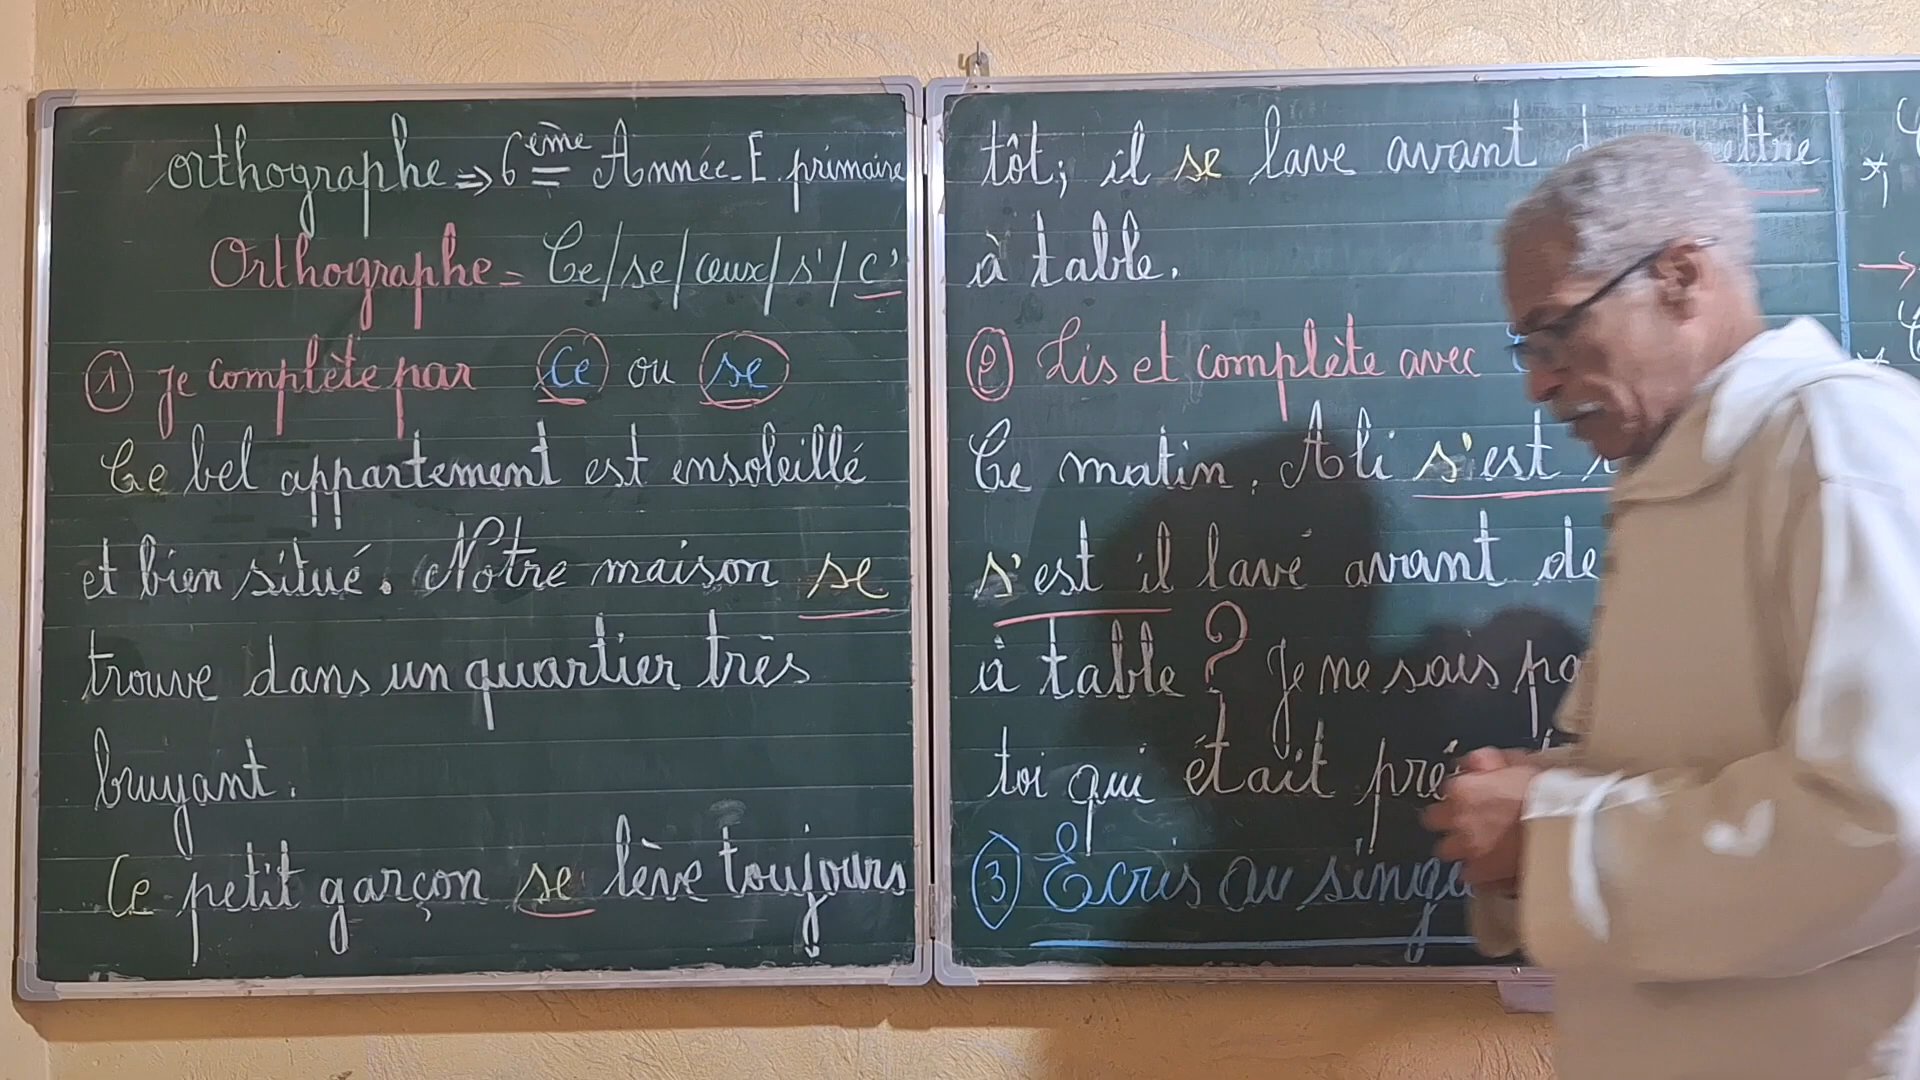 orthographe ⇒ 6ème Année. E primaire
Orthographe = Ce/se/ceux/s'/c'
① Je complète par ce ou se
Ce bel appartement est ensoleillé
et bien situé. Notre maison se
trouve dans un quartier très
bruyant.
Ce petit garçon se lève toujours
tôt; il se lave avant
à table.
② Lis et complète avec
Ce matin, Ali s'est
s'est il lavé avant de
à table ? Je ne sais
toi qui était
③ Écris au